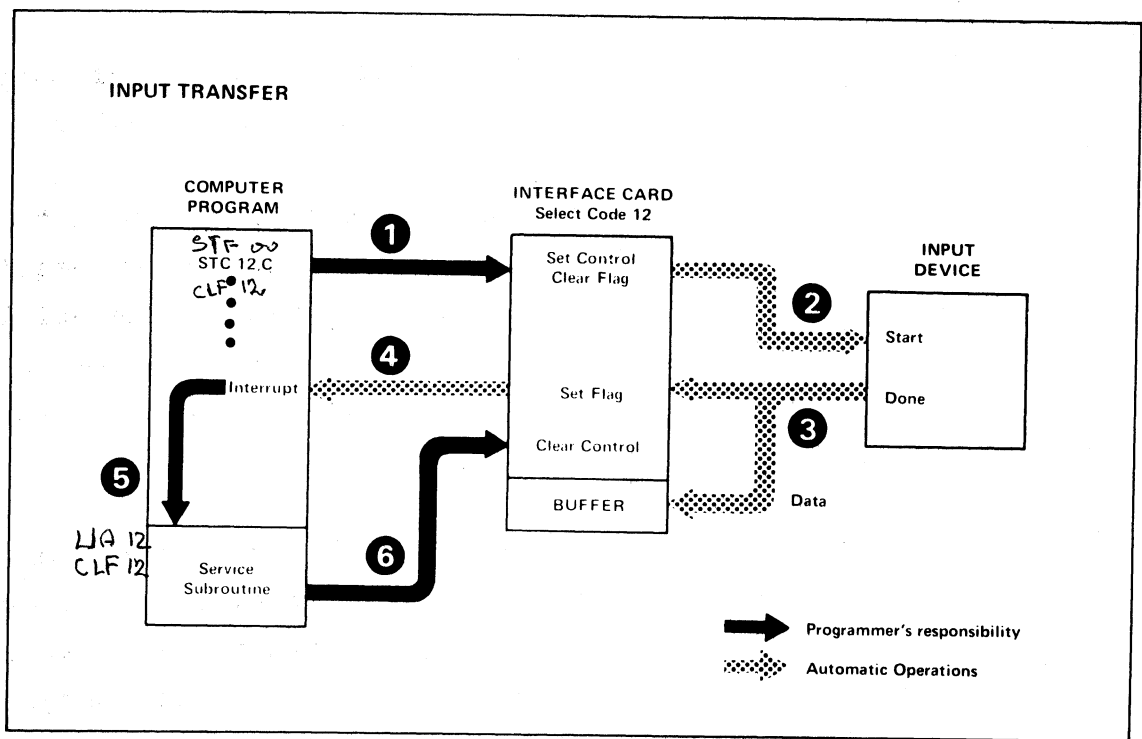 INPUT TRANSFER
COMPUTER
PROGRAM
STF 00
STC 12,C
CLF 12
Interrupt
LIA 12
CLF 12
Service
Subroutine
1
4
5
6
INTERFACE CARD
Select Code 12
Set Control
Clear Flag
Set Flag
Clear Control
BUFFER
2
3
Data
INPUT
DEVICE
Start
Done
Programmer's responsibility
Automatic Operations